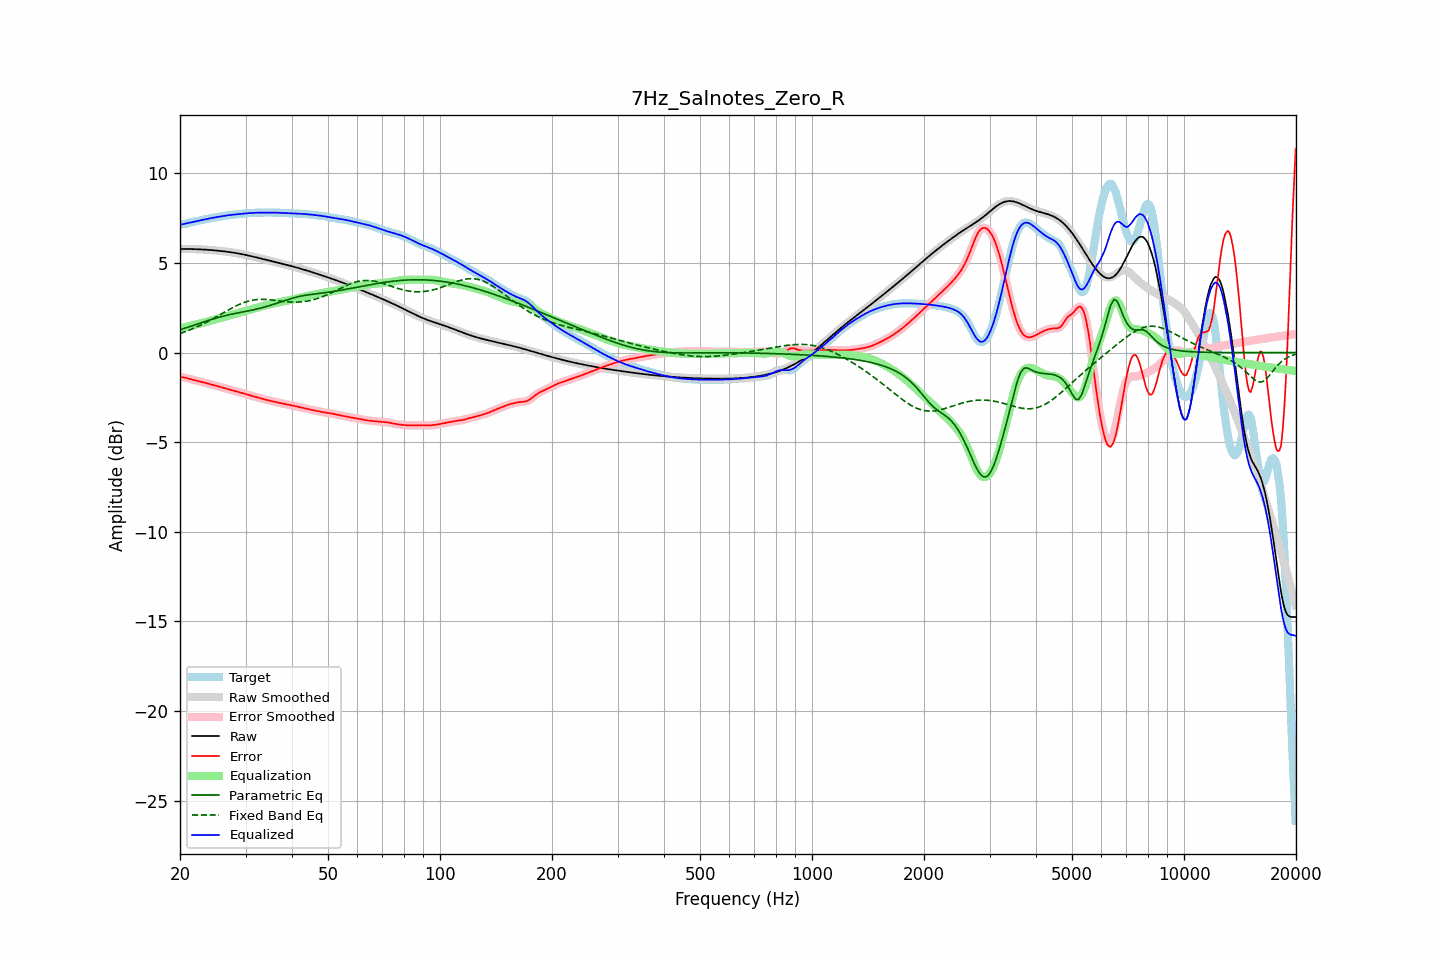 7Hz_Salnotes_Zero_R
10
5
0
−5
−10
−15
−20
−25
Amplitude (dBr)
Target
Raw Smoothed
Error Smoothed
Raw
Error
Equalization
Parametric Eq
Fixed Band Eq
Equalized
20 50 100 200 500 1000 2000 5000 10000 20000
Frequency (Hz)